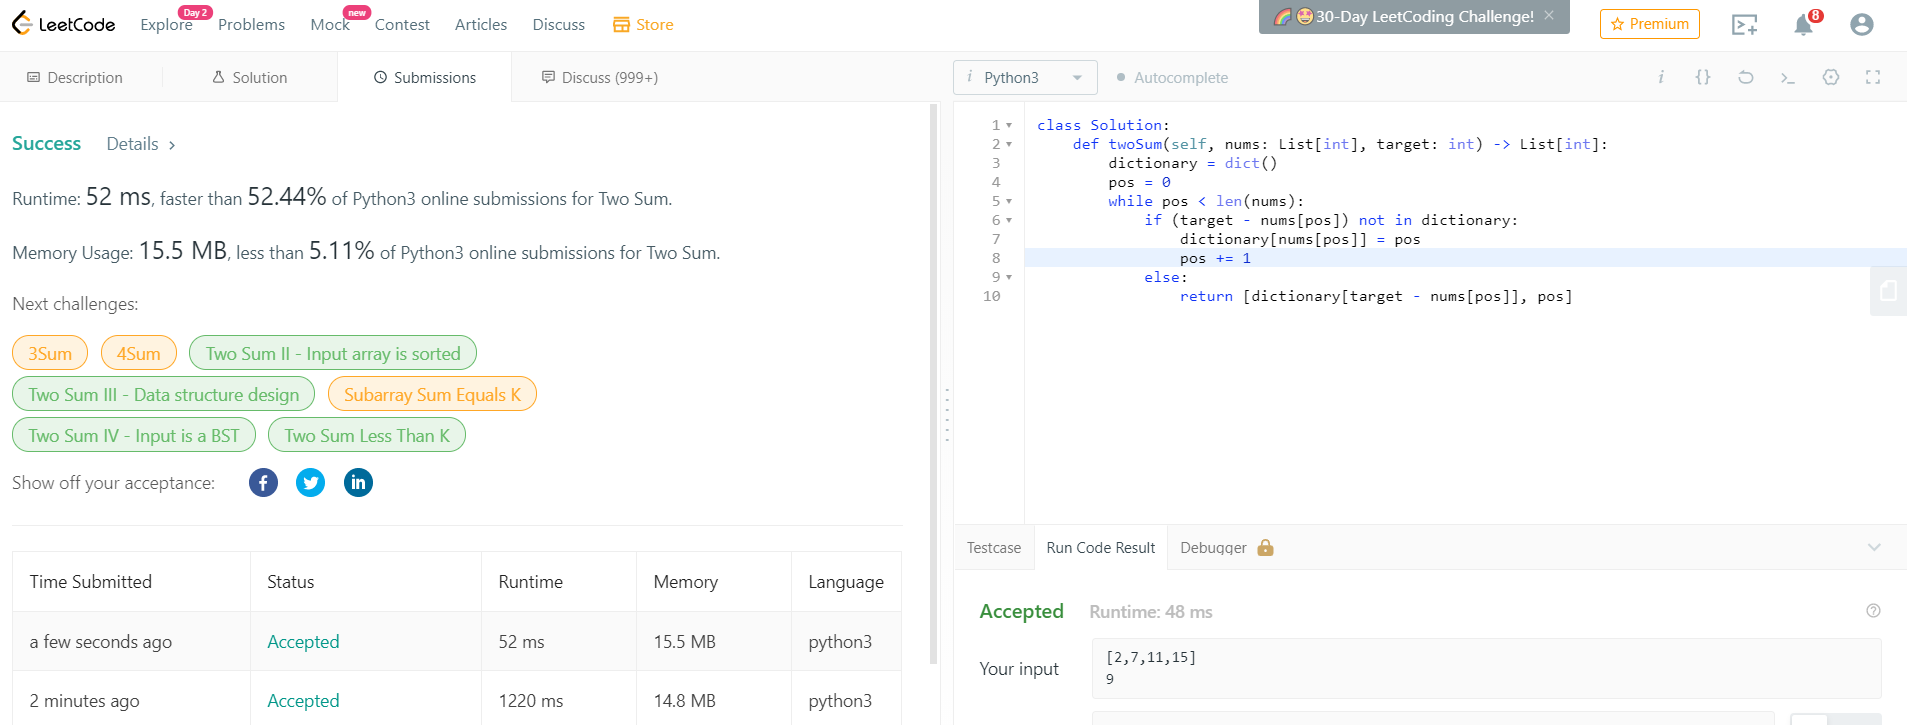 LeetCode Explore Day 2 Problems Mock new Contest Articles Discuss Store 30-Day LeetCoding Challenge! × Premium 8
Description Solution Submissions Discuss (999+)
Success Details >
Runtime: 52 ms, faster than 52.44% of Python3 online submissions for Two Sum.
Memory Usage: 15.5 MB, less than 5.11% of Python3 online submissions for Two Sum.
Next challenges:
3Sum 4Sum Two Sum II - Input array is sorted
Two Sum III - Data structure design Subarray Sum Equals K
Two Sum IV - Input is a BST Two Sum Less Than K
Show off your acceptance:
Time Submitted Status Runtime Memory Language
a few seconds ago Accepted 52 ms 15.5 MB python3
2 minutes ago Accepted 1220 ms 14.8 MB python3
i Python3 Autocomplete i {} >_
1 class Solution:
2 def twoSum(self, nums: List[int], target: int) -> List[int]:
3 dictionary = dict()
4 pos = 0
5 while pos < len(nums):
6 if (target - nums[pos]) not in dictionary:
7 dictionary[nums[pos]] = pos
8 pos += 1
9 else:
10 return [dictionary[target - nums[pos]], pos]
Testcase Run Code Result Debugger
Accepted Runtime: 48 ms ?
Your input [2,7,11,15]
9